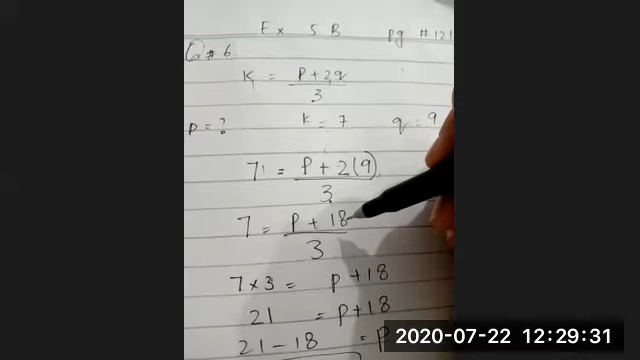 Ex 5B pg #121
Q#6
k = p+2q
3
p=? k = 7 q = 9
7 = p + 2(9)
3
7 = p + 18
3
7×3 = p +18
21 = p+18
21-18 = p
2020-07-22 12:29:31